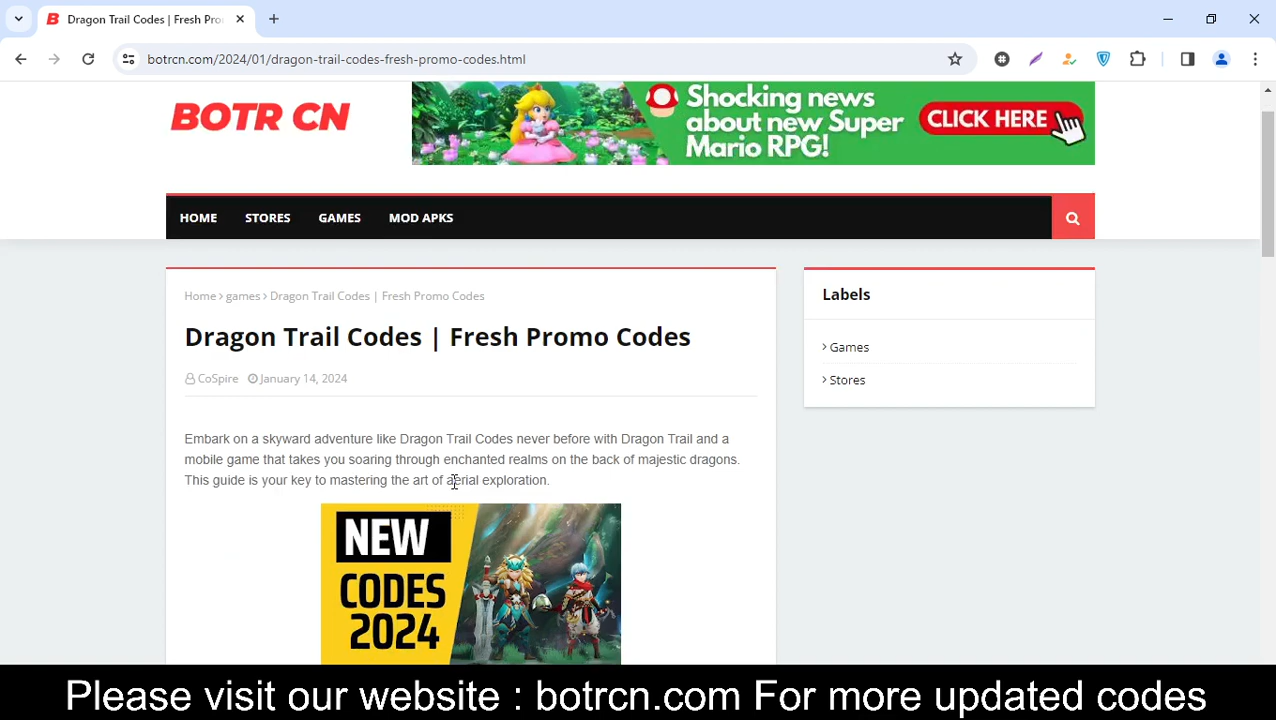 Dragon Trail Codes | Fresh Pro
botrcn.com/2024/01/dragon-trail-codes-fresh-promo-codes.html
BOTR CN
Shocking news
about new Super
Mario RPG!
CLICK HERE
HOME STORES GAMES MOD APKS
Home > games > Dragon Trail Codes | Fresh Promo Codes
Dragon Trail Codes | Fresh Promo Codes
CoSpire January 14, 2024
Embark on a skyward adventure like Dragon Trail Codes never before with Dragon Trail and a
mobile game that takes you soaring through enchanted realms on the back of majestic dragons.
This guide is your key to mastering the art of aerial exploration.
NEW
CODES
2024
Labels
> Games
> Stores
Please visit our website : botrcn.com For more updated codes